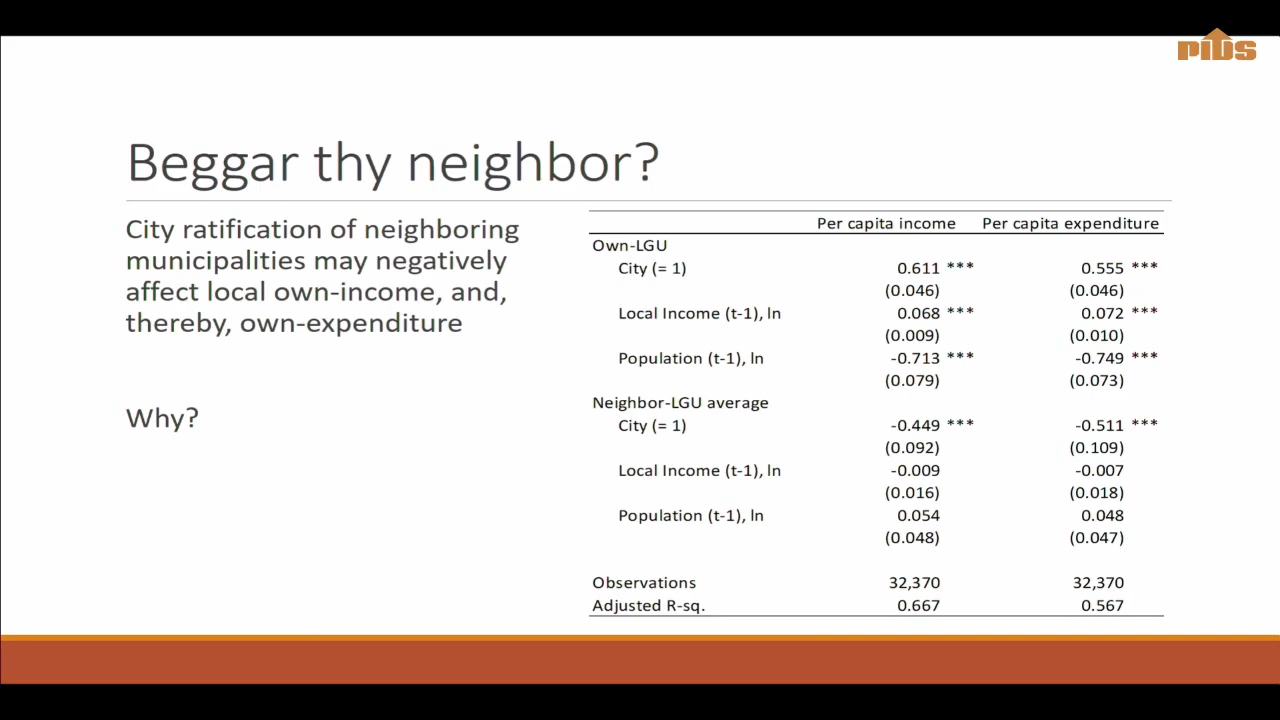 PIDS
Beggar thy neighbor?
City ratification of neighboring
municipalities may negatively
affect local own-income, and,
thereby, own-expenditure
Why?
Per capita income Per capita expenditure
Own-LGU
City (= 1) 0.611 *** 0.555 ***
(0.046) (0.046)
Local Income (t-1), ln 0.068 *** 0.072 ***
(0.009) (0.010)
Population (t-1), ln -0.713 *** -0.749 ***
(0.079) (0.073)
Neighbor-LGU average
City (= 1) -0.449 *** -0.511 ***
(0.092) (0.109)
Local Income (t-1), ln -0.009 -0.007
(0.016) (0.018)
Population (t-1), ln 0.054 0.048
(0.048) (0.047)
Observations 32,370 32,370
Adjusted R-sq. 0.667 0.567